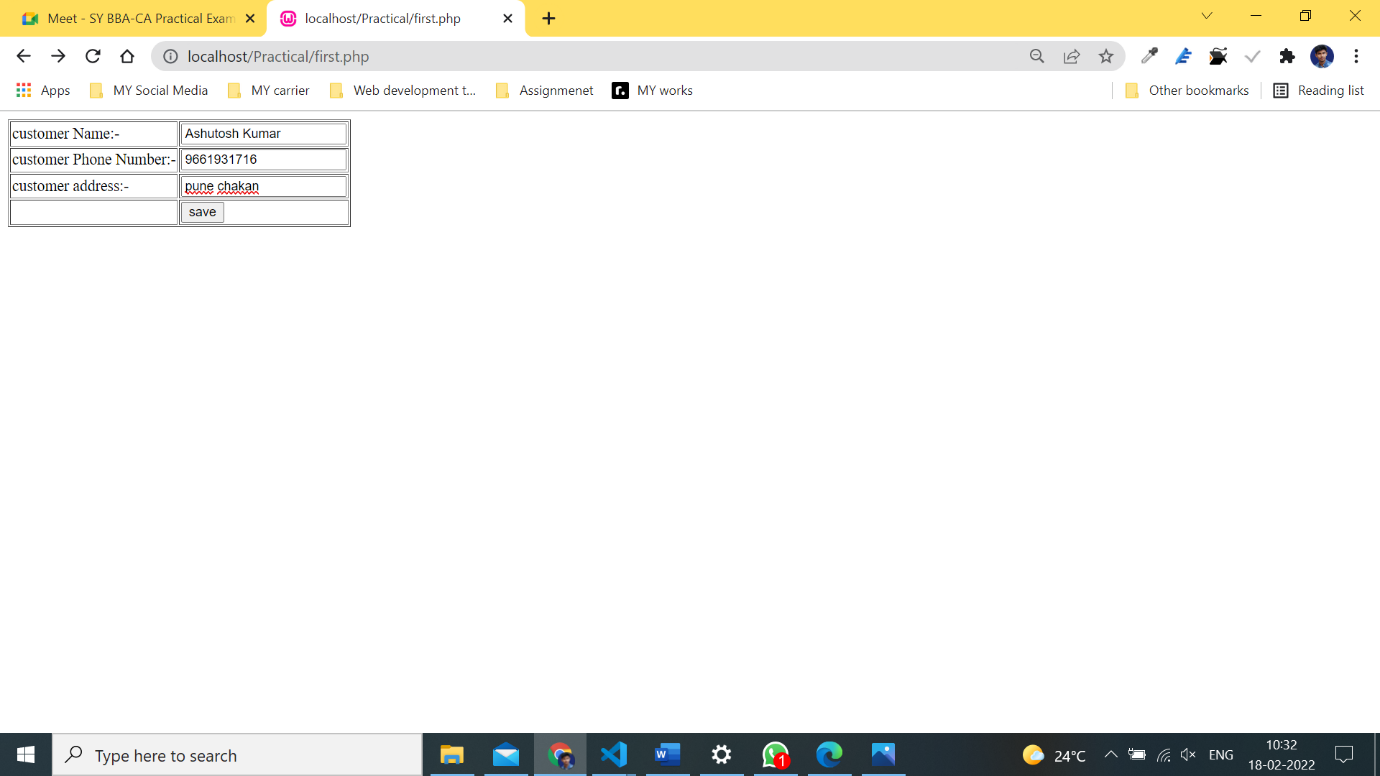 Meet - SY BBA-CA Practical Exam
localhost/Practical/first.php
localhost/Practical/first.php
Apps MY Social Media MY carrier Web development t... Assignmenet r. MY works Other bookmarks Reading list
customer Name:- Ashutosh Kumar
customer Phone Number:- 9661931716
customer address:- pune chakan
save
Type here to search
W
1
24°C
ENG
10:32
18-02-2022